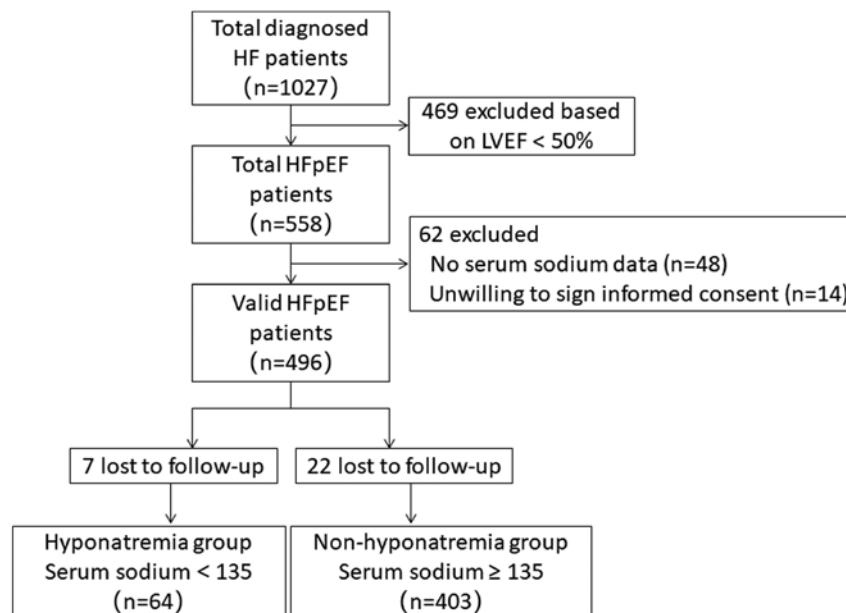 Total diagnosed
HF patients
(n=1027)
469 excluded based
on LVEF < 50%
Total HFpEF
patients
(n=558)
62 excluded
No serum sodium data (n=48)
Unwilling to sign informed consent (n=14)
Valid HFpEF
patients
(n=496)
7 lost to follow-up
22 lost to follow-up
Hyponatremia group
Serum sodium < 135
(n=64)
Non-hyponatremia group
Serum sodium ≥ 135
(n=403)